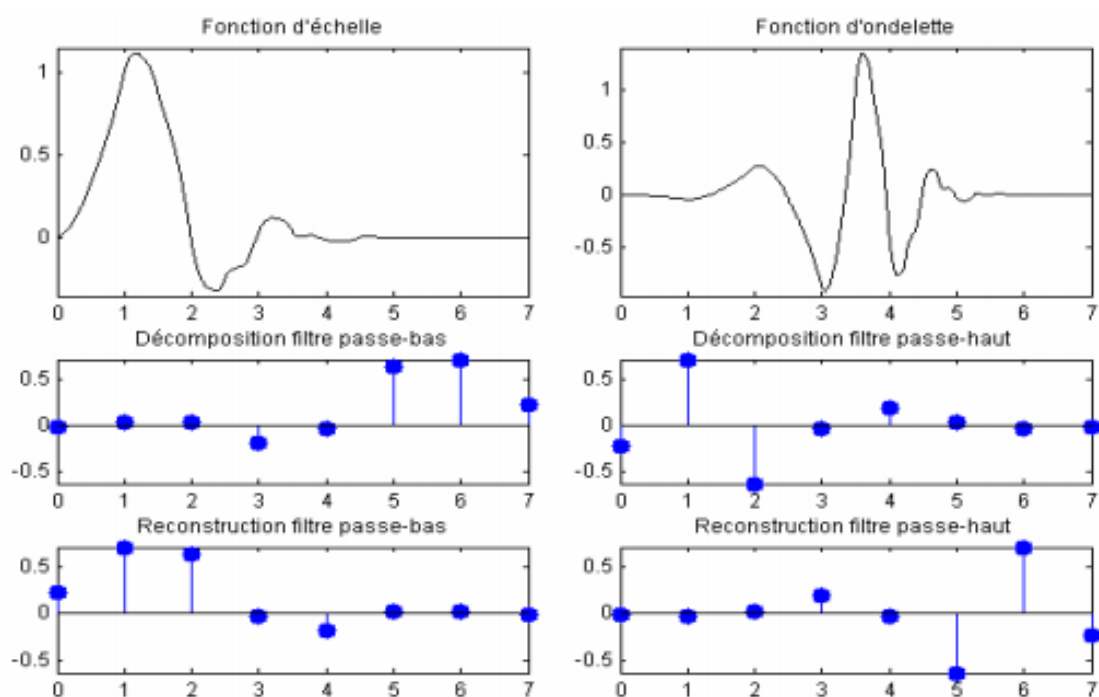 Fonction d'échelle
1
0.5
0
0 1 2 3 4 5 6 7
Fonction d'ondelette
1
0.5
0
-0.5
0 1 2 3 4 5 6 7
Décomposition filtre passe-bas
0.5
0
-0.5
0 1 2 3 4 5 6 7
Décomposition filtre passe-haut
0.5
0
-0.5
0 1 2 3 4 5 6 7
Reconstruction filtre passe-bas
0.5
0
-0.5
0 1 2 3 4 5 6 7
Reconstruction filtre passe-haut
0.5
0
-0.5
0 1 2 3 4 5 6 7